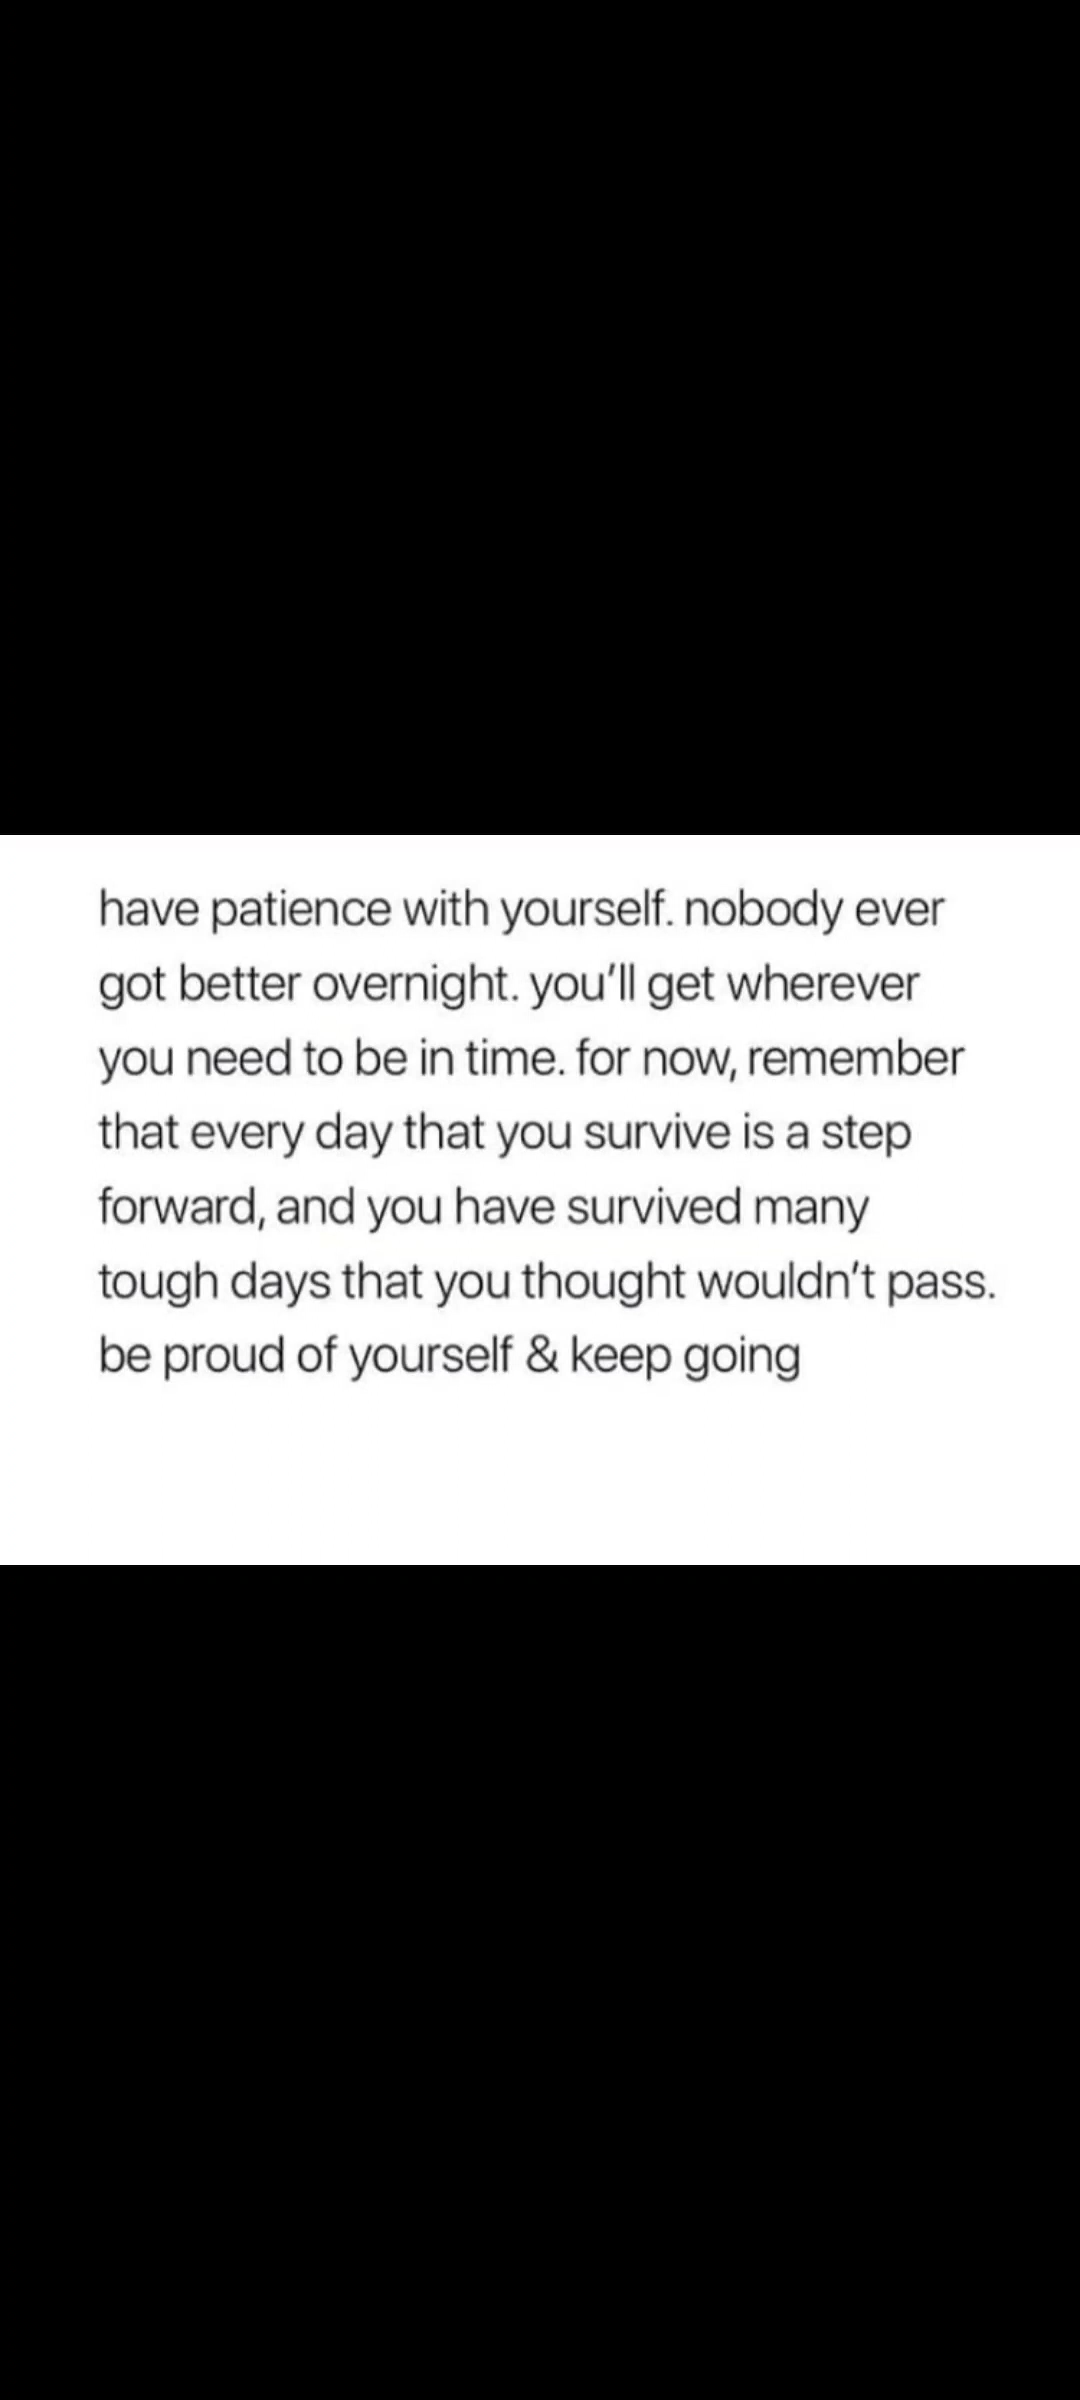 have patience with yourself. nobody ever
got better overnight. you'll get wherever
you need to be in time. for now, remember
that every day that you survive is a step
forward, and you have survived many
tough days that you thought wouldn't pass.
be proud of yourself & keep going